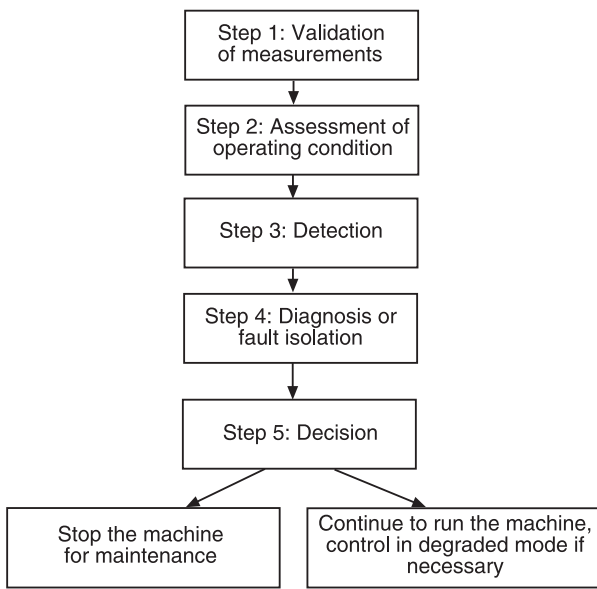 Step 1: Validation
of measurements
Step 2: Assessment of
operating condition
Step 3: Detection
Step 4: Diagnosis or
fault isolation
Step 5: Decision
Stop the machine
for maintenance
Continue to run the machine,
control in degraded mode if
necessary